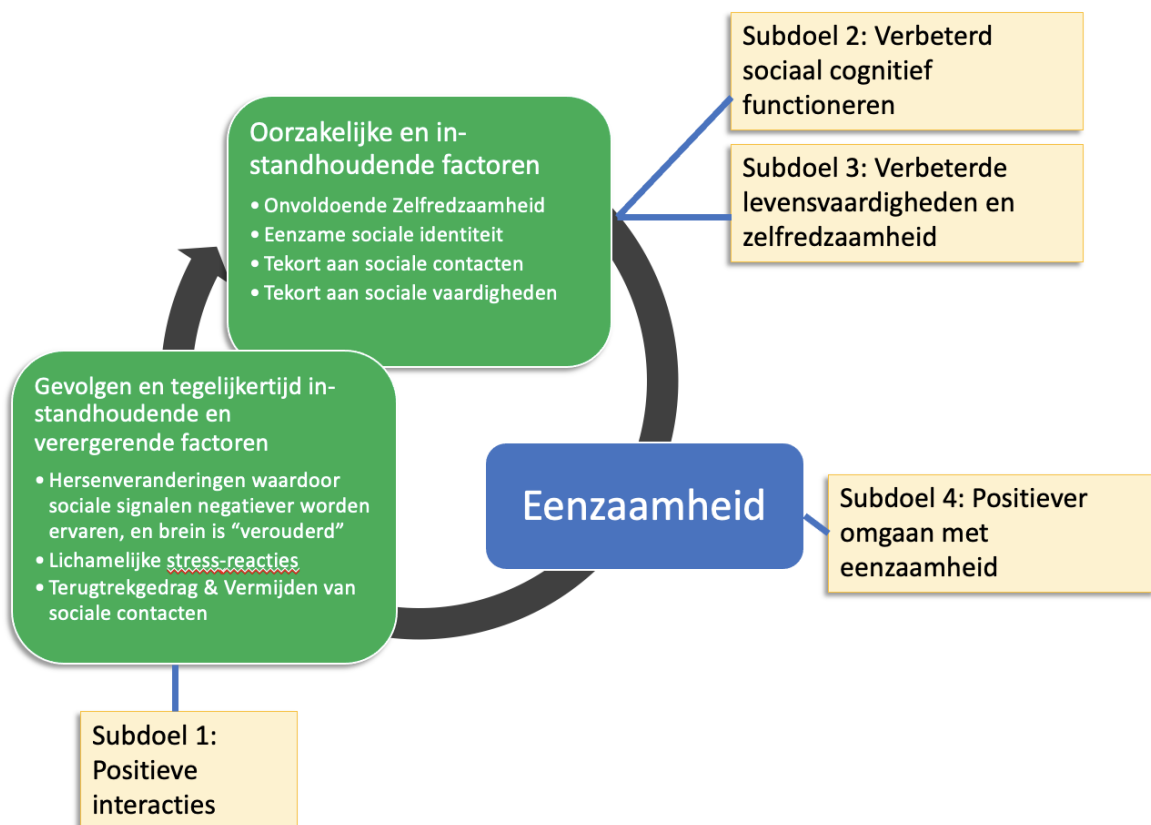 Subdoel 2: Verbeterd
sociaal cognitief
functioneren
Oorzakelijke en in-
standhoudende factoren
• Onvoldoende Zelfredzaamheid
• Eenzame sociale identiteit
• Tekort aan sociale contacten
• Tekort aan sociale vaardigheden
Subdoel 3: Verbeterde
levensvaardigheden en
zelfredzaamheid
Gevolgen en tegelijkertijd in-
standhoudende en
verergerende factoren
• Hersenveranderingen waardoor
sociale signalen negatiever worden
ervaren, en brein is “verouderd”
• Lichamelijke stress-reacties
• Terugtrekgedrag & Vermijden van
sociale contacten
Eenzaamheid
Subdoel 4: Positiever
omgaan met
eenzaamheid
Subdoel 1:
Positieve
interacties